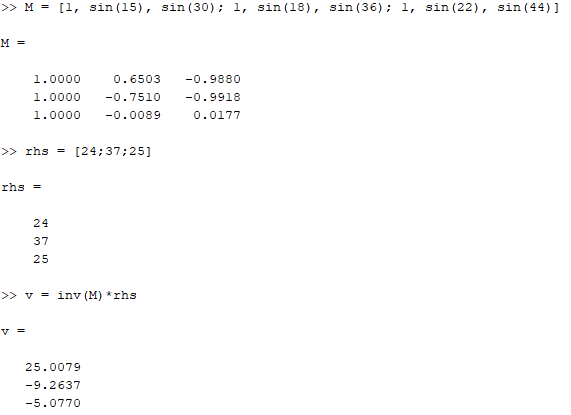 >> M = [1, sin(15), sin(30); 1, sin(18), sin(36); 1, sin(22), sin(44)]
M =
1.0000 0.6503 -0.9880
1.0000 -0.7510 -0.9918
1.0000 -0.0089 0.0177
>> rhs = [24;37;25]
rhs =
24
37
25
>> v = inv(M)*rhs
v =
25.0079
-9.2637
-5.0770